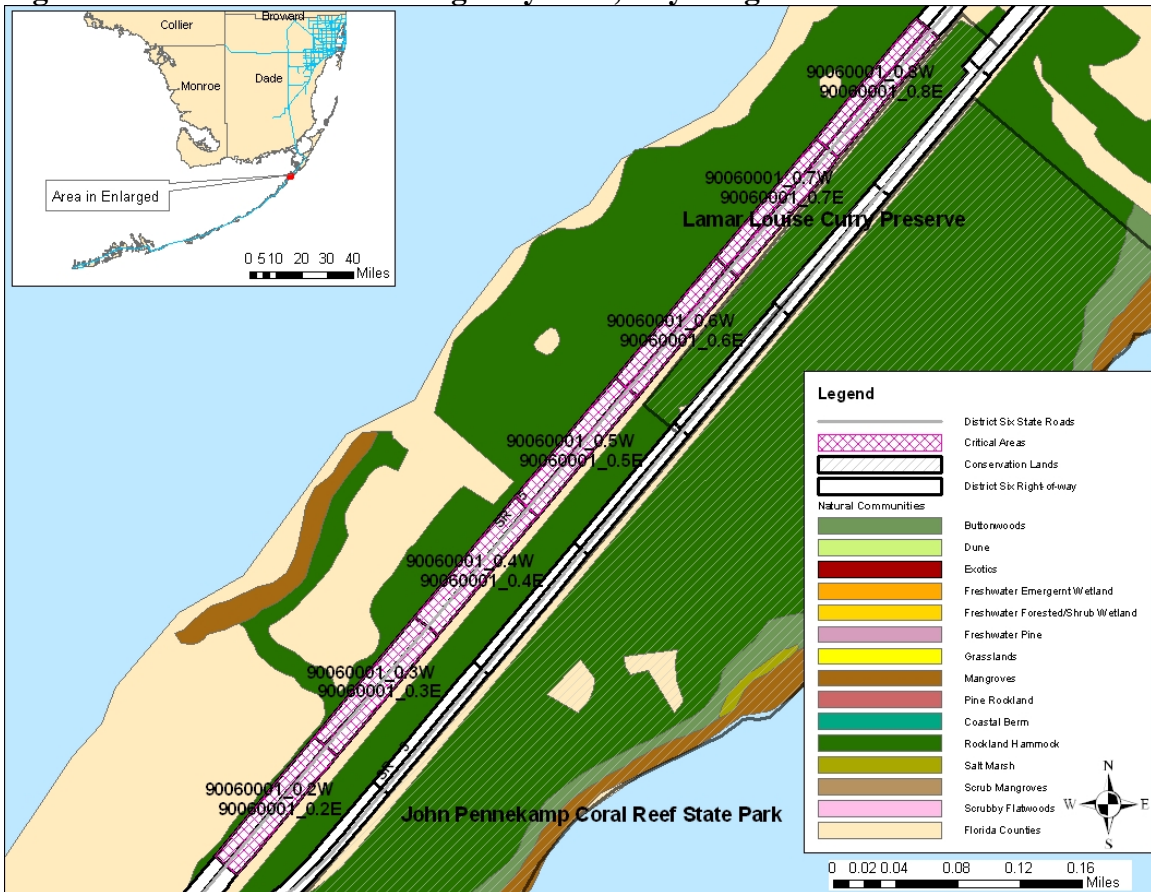 Collier
Broward
Monroe
Dade
Area in Enlarged
0 5 10 20 30 40
Miles
90060001_0.8W
90060001_0.8E
90060001_0.7W
90060001_0.7E
Lamar Louise Curry Preserve
90060001_0.6W
90060001_0.6E
90060001_0.5W
90060001_0.5E
SR 5
90060001_0.4W
90060001_0.4E
90060001_0.3W
90060001_0.3E
SR 5
90060001_0.2W
90060001_0.2E
John Pennekamp Coral Reef State Park
Legend
District Six State Roads
Critical Areas
Conservation Lands
District Six Right-of-way
Natural Communities
Buttonwoods
Dune
Exotics
Freshwater Emergernt Wetland
Freshwater Forested/Shrub Wetland
Freshwater Pine
Grasslands
Mangroves
Pine Rockland
Coastal Berm
Rockland Hammock
Salt Marsh
Scrub Mangroves
Scrubby Flatwoods
Florida Counties
N
W E
S
0 0.02 0.04 0.08 0.12 0.16
Miles